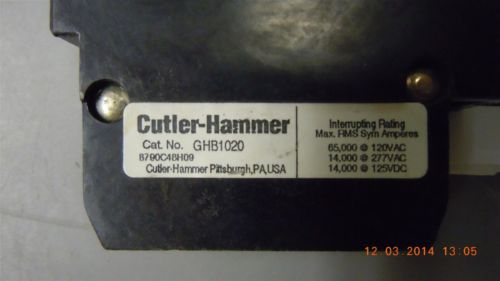 Cutler-Hammer
Cat. No. GHB1020
6790C48H09
Cutler-Hammer Pittsburgh,PA,USA
Interrupting Rating
Max. RMS Sym Amperes
65,000 @ 120VAC
14,000 @ 277VAC
14,000 @ 125VDC
12.03.2014 13:05